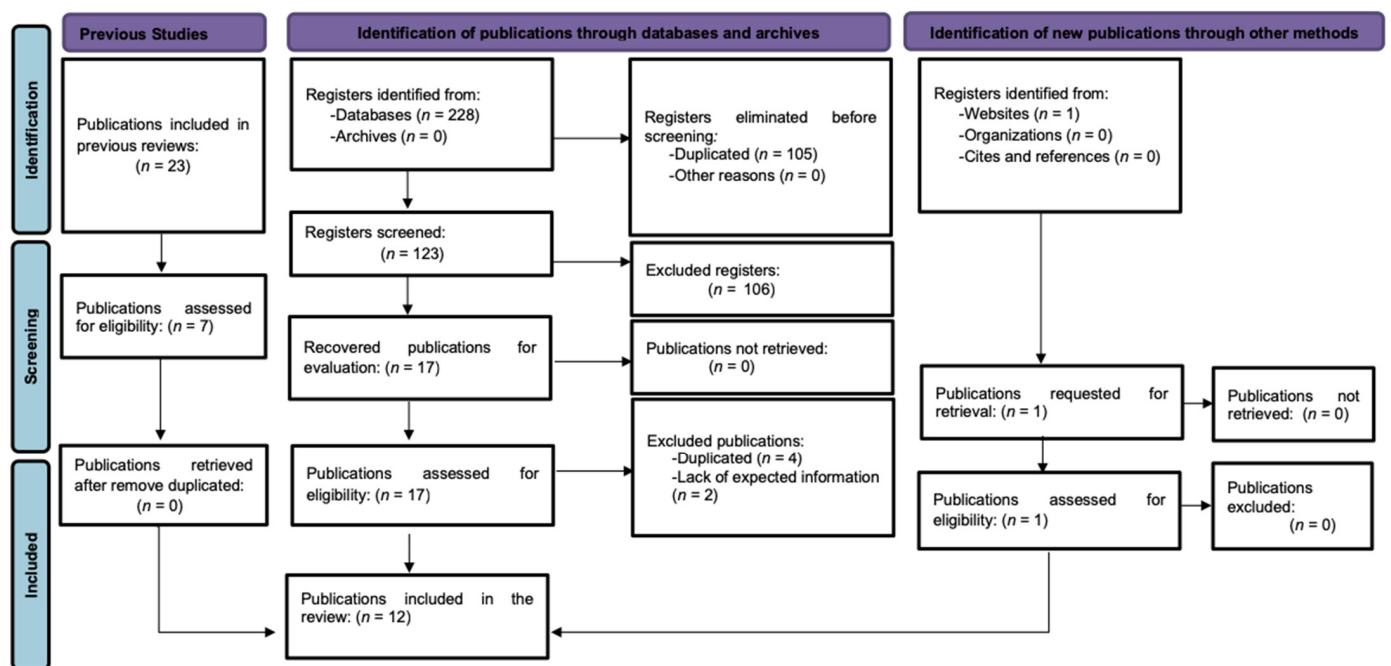 Previous Studies
Identification of publications through databases and archives
Identification of new publications through other methods
Identification
Screening
Included
Publications included in
previous reviews:
(n = 23)
Publications assessed
for eligibility: (n = 7)
Publications retrieved
after remove duplicated:
(n = 0)
Registers identified from:
-Databases (n = 228)
-Archives (n = 0)
Registers eliminated before
screening:
-Duplicated (n = 105)
-Other reasons (n = 0)
Registers screened:
(n = 123)
Excluded registers:
(n = 106)
Recovered publications for
evaluation: (n = 17)
Publications not retrieved:
(n = 0)
Publications assessed for
eligibility: (n = 17)
Excluded publications:
-Duplicated (n = 4)
-Lack of expected information
(n = 2)
Publications included in the
review: (n = 12)
Registers identified from:
-Websites (n = 1)
-Organizations (n = 0)
-Cites and references (n = 0)
Publications requested for
retrieval: (n = 1)
Publications not
retrieved: (n = 0)
Publications assessed for
eligibility: (n = 1)
Publications
excluded:
(n = 0)